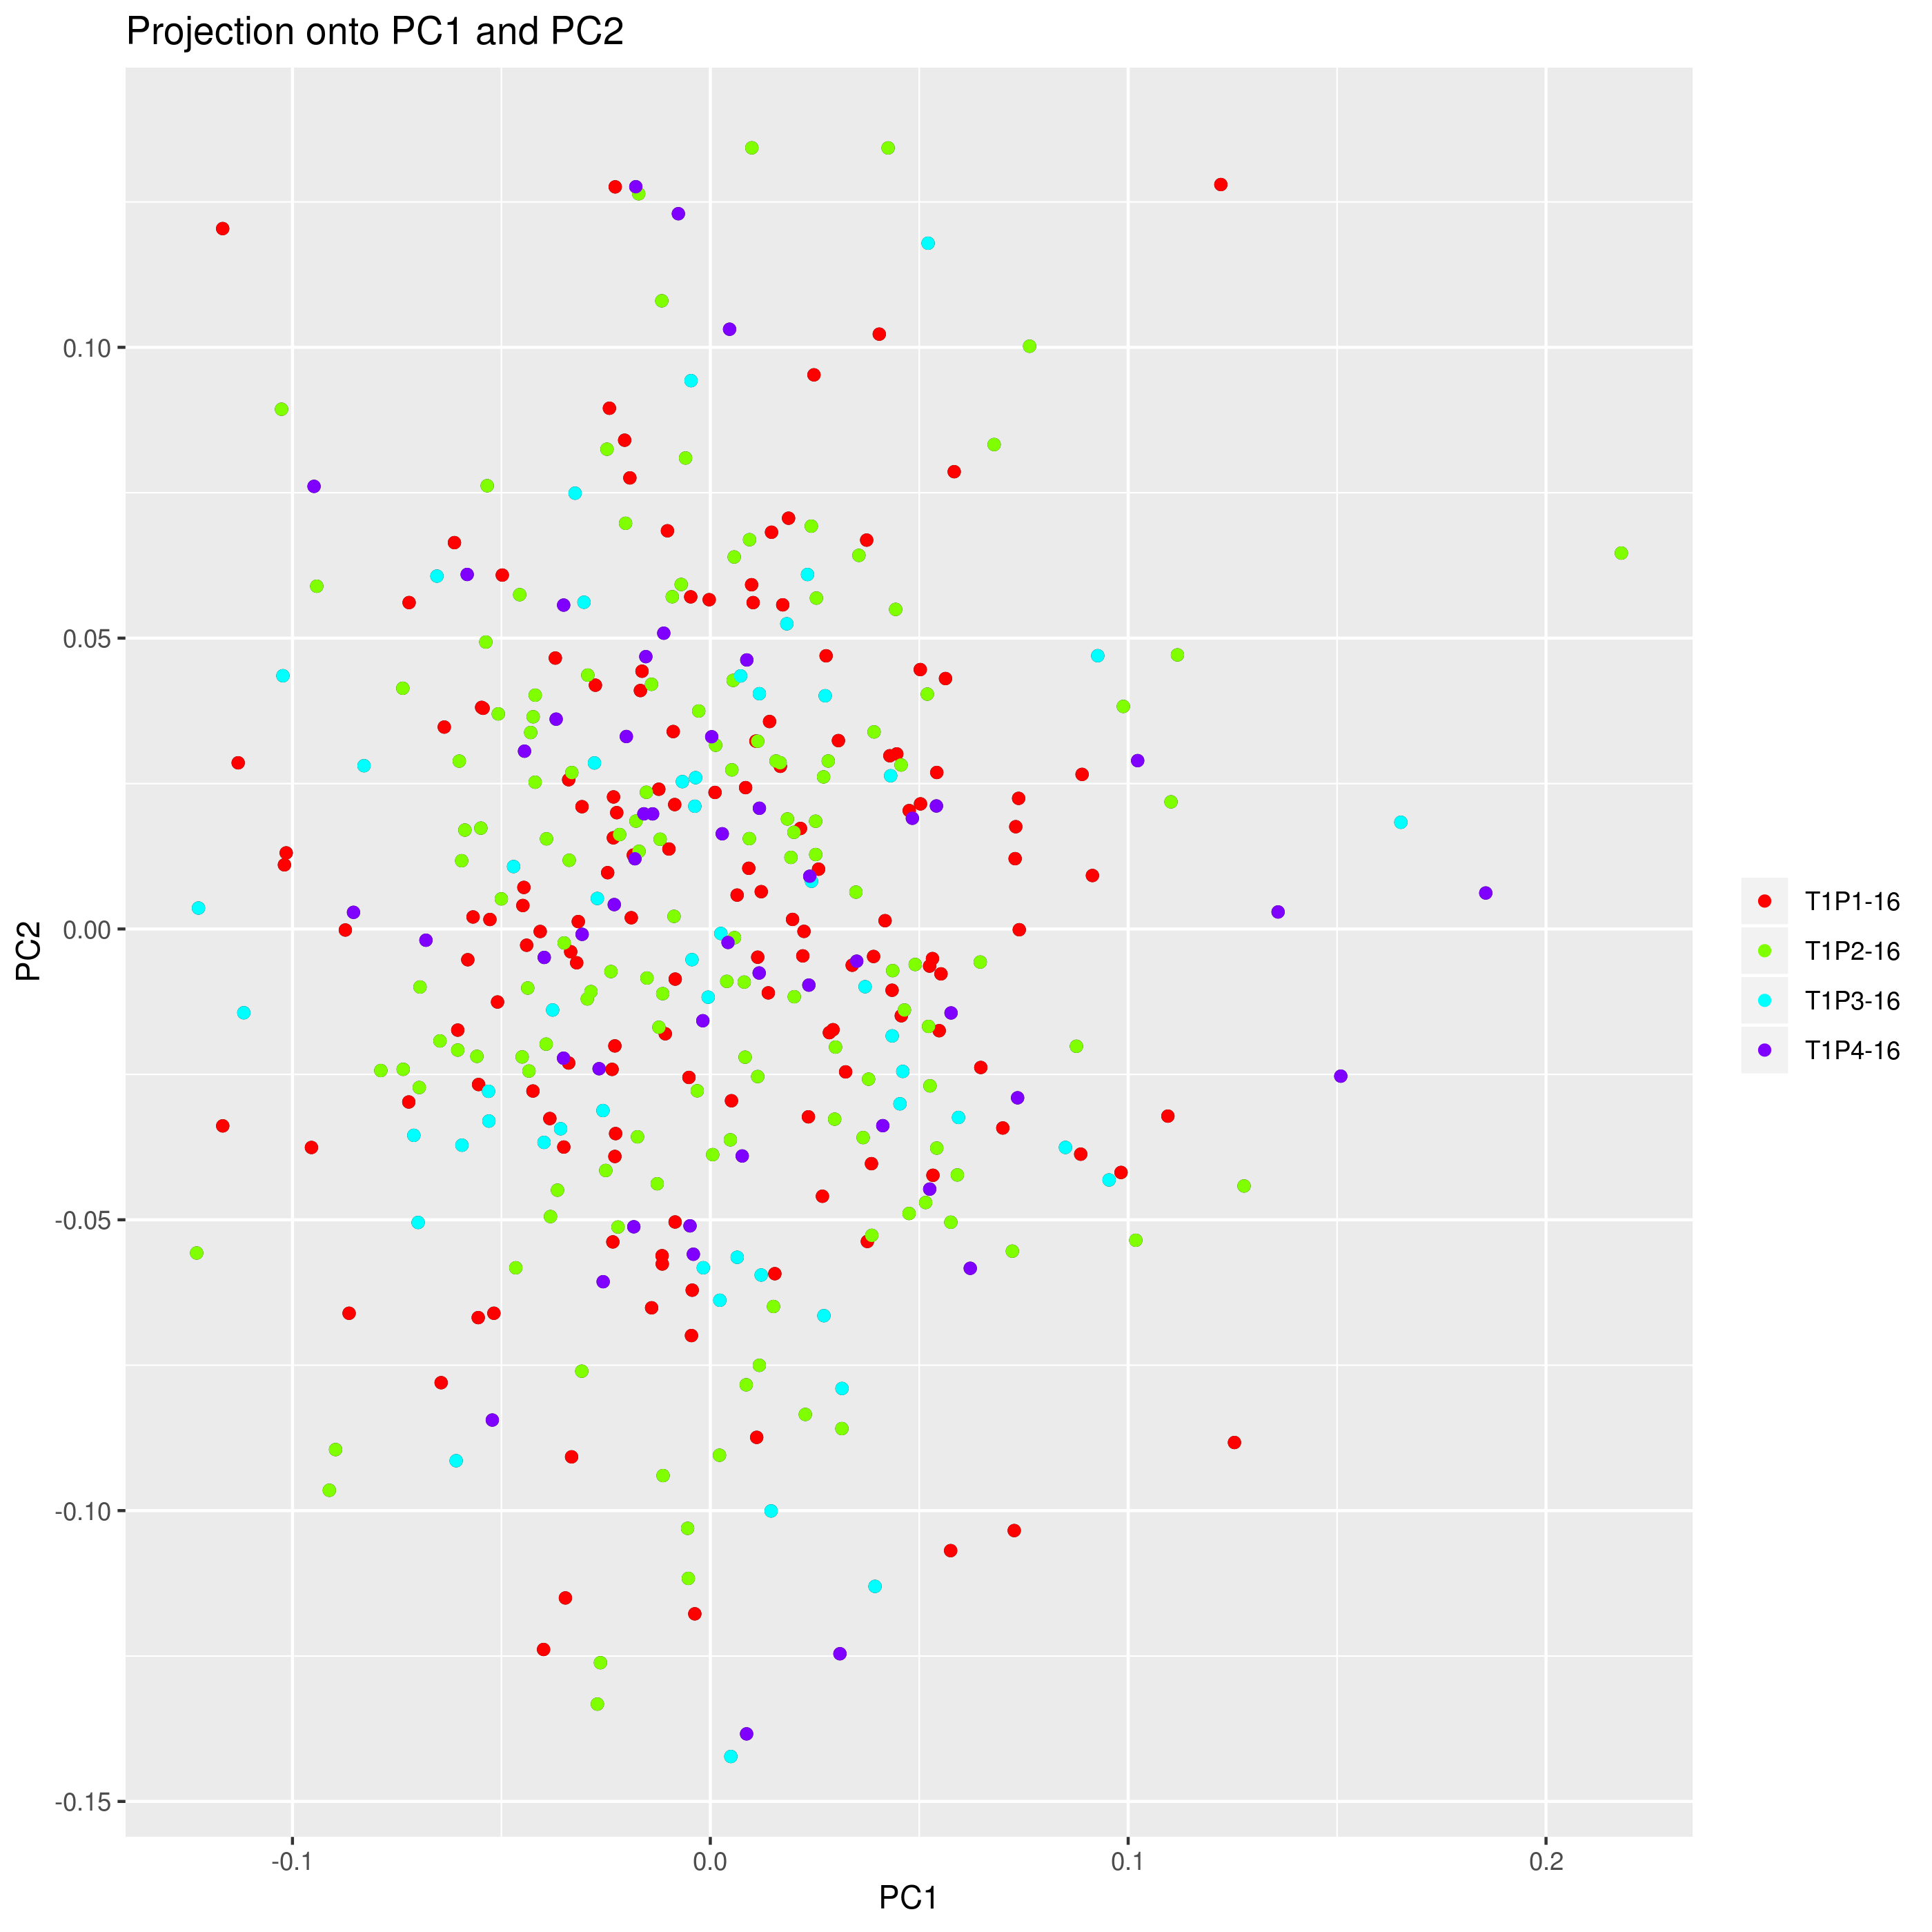 Projection onto PC1 and PC2
0.10
0.05
0.00
-0.05
-0.10
-0.15
PC2
-0.1
0.0
0.1
0.2
PC1
T1P1-16
T1P2-16
T1P3-16
T1P4-16